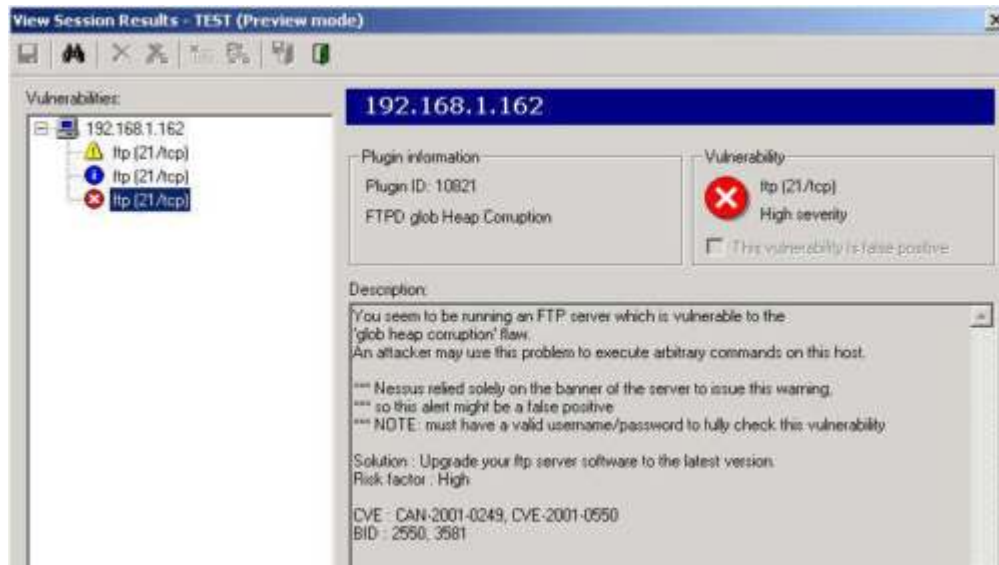 View Session Results - TEST (Preview mode)
Vulnerabilities:
192.168.1.162
ftp (21/tcp)
ftp (21/tcp)
ftp (21/tcp)
192.168.1.162
Plugin information
Plugin ID: 10821
FTPD glob Heap Corruption
Vulnerability
ftp (21/tcp)
High severity
This vulnerability is false positive
Description:
You seem to be running an FTP server which is vulnerable to the
'glob heap corruption' flaw.
An attacker may use this problem to execute arbitrary commands on this host.
*** Nessus relied solely on the banner of the server to issue this warning,
*** so this alert might be a false positive
*** NOTE: must have a valid username/password to fully check this vulnerability
Solution : Upgrade your ftp server software to the latest version.
Risk factor : High
CVE : CAN-2001-0249, CVE-2001-0550
BID : 2550, 3581